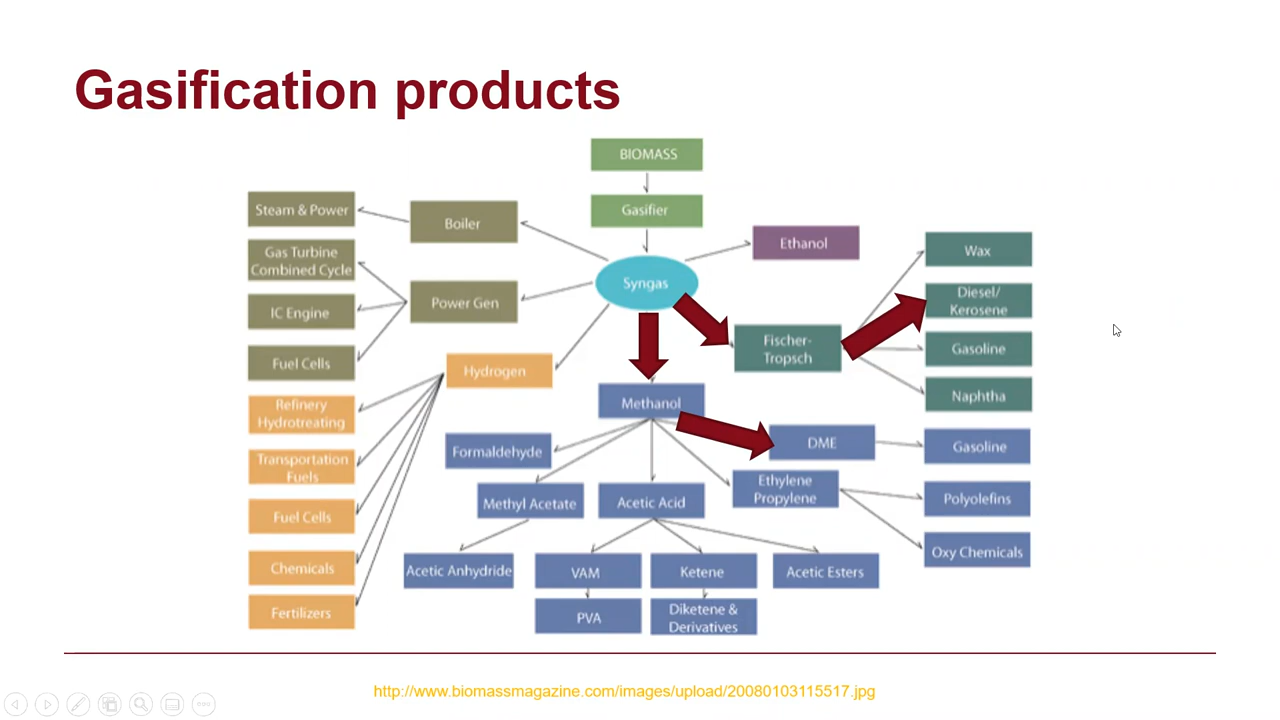 Gasification products
BIOMASS
Gasifier
Syngas
Ethanol
Boiler
Steam & Power
Power Gen
Gas Turbine
Combined Cycle
IC Engine
Fuel Cells
Hydrogen
Refinery
Hydrotreating
Transportation
Fuels
Fuel Cells
Chemicals
Fertilizers
Fischer-
Tropsch
Wax
Diesel/
Kerosene
Gasoline
Naphtha
Methanol
Formaldehyde
Methyl Acetate
Acetic Acid
Ethylene
Propylene
DME
Gasoline
Polyolefins
Oxy Chemicals
Acetic Anhydride
VAM
Ketene
Acetic Esters
PVA
Diketene &
Derivatives
http://www.biomassmagazine.com/images/upload/20080103115517.jpg